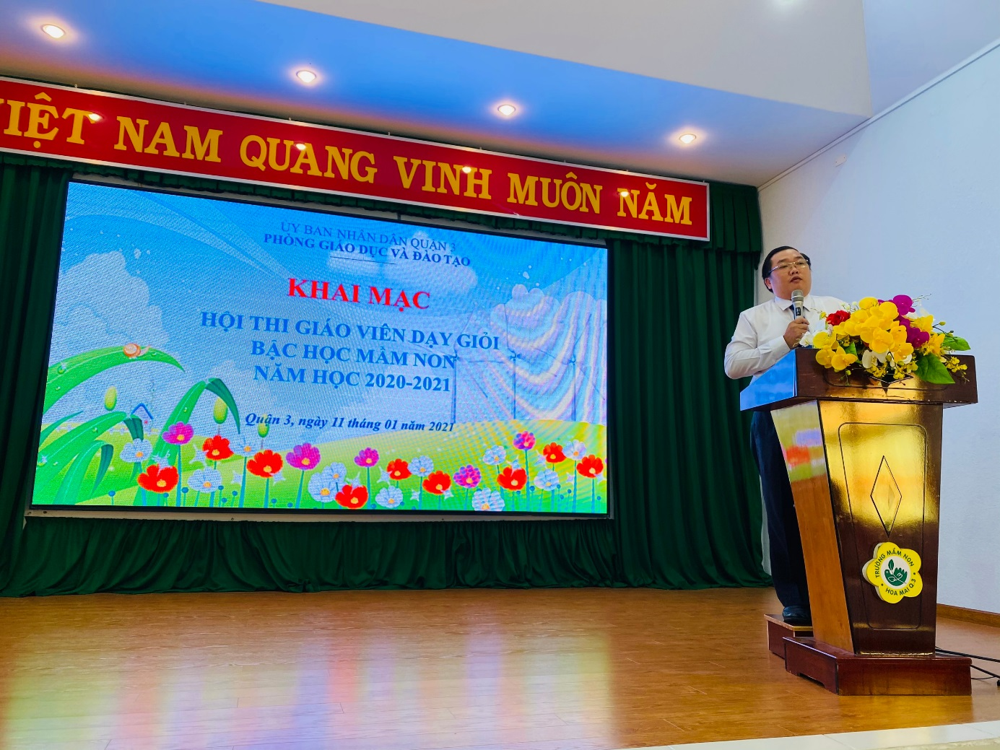 VIỆT NAM QUANG VINH MUÔN NĂM
ỦY BAN NHÂN DÂN QUẬN 3
PHÒNG GIÁO DỤC VÀ ĐÀO TẠO
KHAI MẠC
HỘI THI GIÁO VIÊN DẠY GIỎI
BẬC HỌC MẦM NON
NĂM HỌC 2020-2021
Quận 3, ngày 11 tháng 01 năm 2021
TRƯỜNG MẦM NON
HOA MAI Q.3